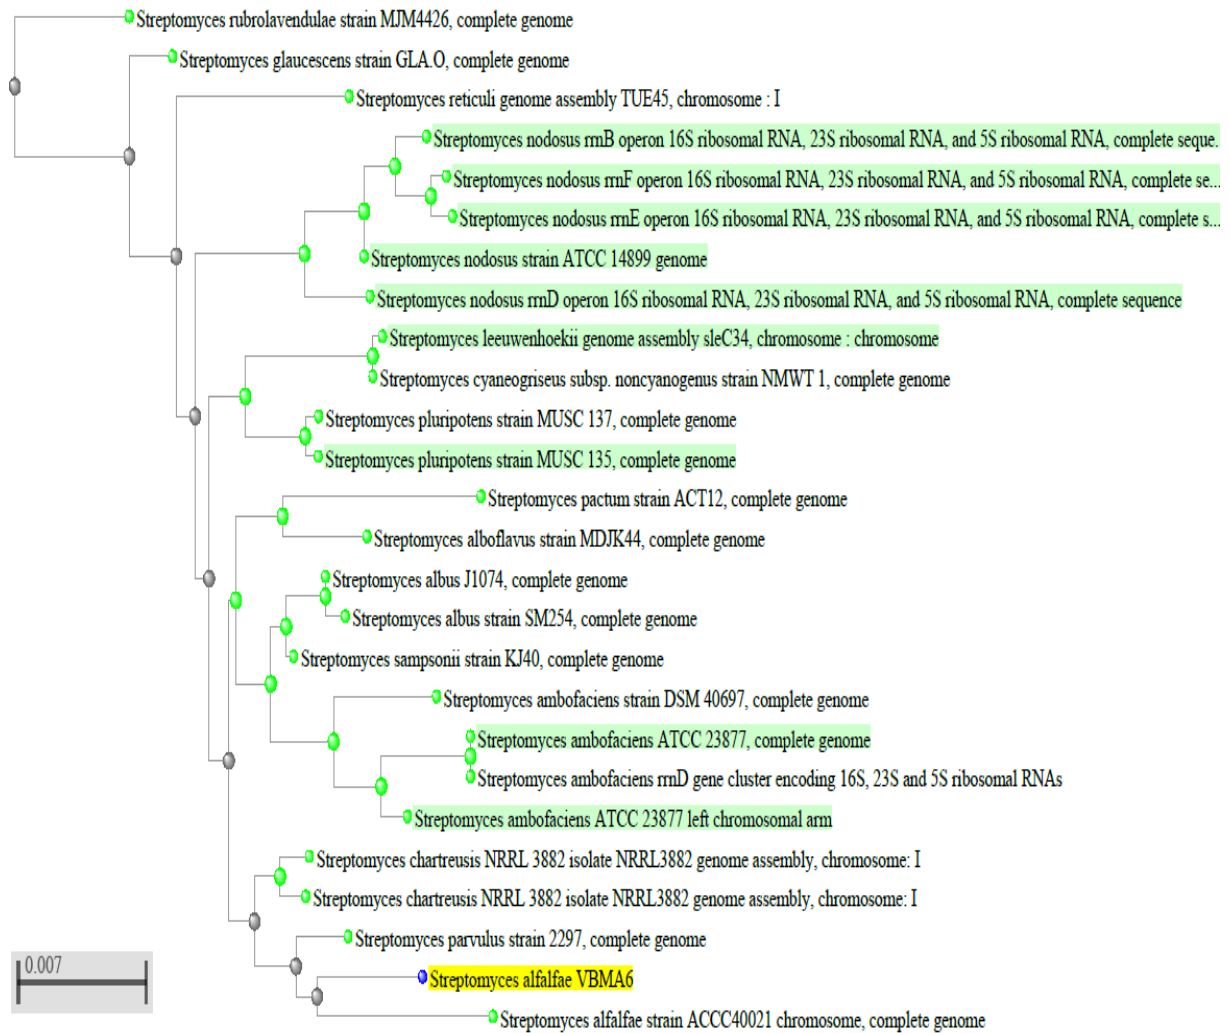 Streptomyces rubrolavendulae strain MJM4426, complete genome
Streptomyces glaucescens strain GLA.O, complete genome
Streptomyces reticuli genome assembly TUE45, chromosome : I
Streptomyces nodosus rrnB operon 16S ribosomal RNA, 23S ribosomal RNA, and 5S ribosomal RNA, complete seque...
Streptomyces nodosus rrnF operon 16S ribosomal RNA, 23S ribosomal RNA, and 5S ribosomal RNA, complete se...
Streptomyces nodosus rrnE operon 16S ribosomal RNA, 23S ribosomal RNA, and 5S ribosomal RNA, complete s...
Streptomyces nodosus strain ATCC 14899 genome
Streptomyces nodosus rrnD operon 16S ribosomal RNA, 23S ribosomal RNA, and 5S ribosomal RNA, complete sequence
Streptomyces leeuwenhoekii genome assembly sleC34, chromosome : chromosome
Streptomyces cyaneogriseus subsp. noncyanogenus strain NMWT 1, complete genome
Streptomyces pluripotens strain MUSC 137, complete genome
Streptomyces pluripotens strain MUSC 135, complete genome
Streptomyces pactum strain ACT12, complete genome
Streptomyces alboflavus strain MDJK44, complete genome
Streptomyces albus J1074, complete genome
Streptomyces albus strain SM254, complete genome
Streptomyces sampsonii strain KJ40, complete genome
Streptomyces ambofaciens strain DSM 40697, complete genome
Streptomyces ambofaciens ATCC 23877, complete genome
Streptomyces ambofaciens rrnD gene cluster encoding 16S, 23S and 5S ribosomal RNAs
Streptomyces ambofaciens ATCC 23877 left chromosomal arm
Streptomyces chartreusis NRRL 3882 isolate NRRL3882 genome assembly, chromosome: I
Streptomyces chartreusis NRRL 3882 isolate NRRL3882 genome assembly, chromosome: I
Streptomyces parvulus strain 2297, complete genome
0.007
Streptomyces alfalfae VBMA6
Streptomyces alfalfae strain ACCC40021 chromosome, complete genome